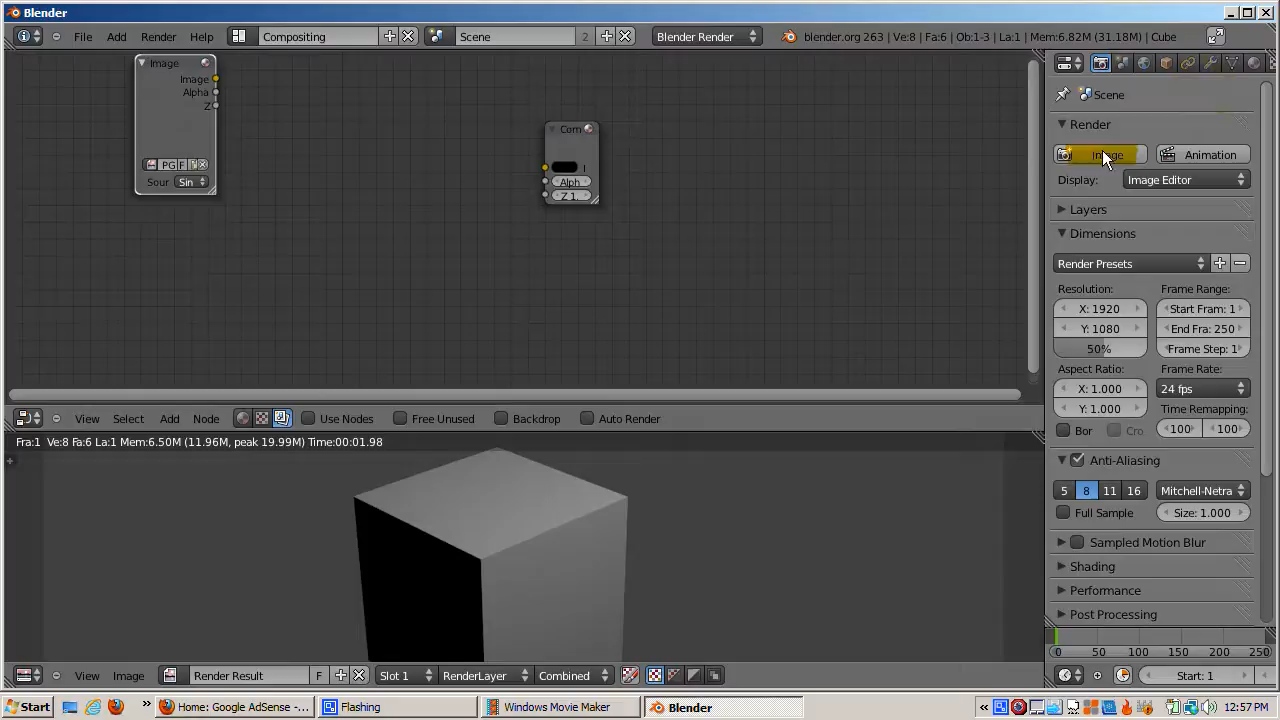 Blender
File Add Render Help Compositing Scene 2 Blender Render blender.org 263 | Ve:8 | Fa:6 | Ob:1-3 | La:1 | Mem:6.82M (31.18M) | Cube
Image
Image
Alpha
Z
PG F
Sour Sin
Com
Alph
Z 1.
Scene
Render
Image Animation
Display: Image Editor
Layers
Dimensions
Render Presets
Resolution: Frame Range:
X: 1920 Start Fram: 1
Y: 1080 End Fra: 250
50% Frame Step: 1
Aspect Ratio: Frame Rate:
X: 1.000 24 fps
Y: 1.000 Time Remapping:
Bor Cro 100 100
Anti-Aliasing
5 8 11 16 Mitchell-Netra
Full Sample Size: 1.000
Sampled Motion Blur
Shading
Performance
Post Processing
View Select Add Node Use Nodes Free Unused Backdrop Auto Render
Fra:1 Ve:8 Fa:6 La:1 Mem:6.50M (11.96M, peak 19.99M) Time:00:01.98
0 50 100 150 200 250
View Image Render Result F Slot 1 RenderLayer Combined Start: 1
Start Home: Google AdSense -... Flashing Windows Movie Maker Blender 12:57 PM